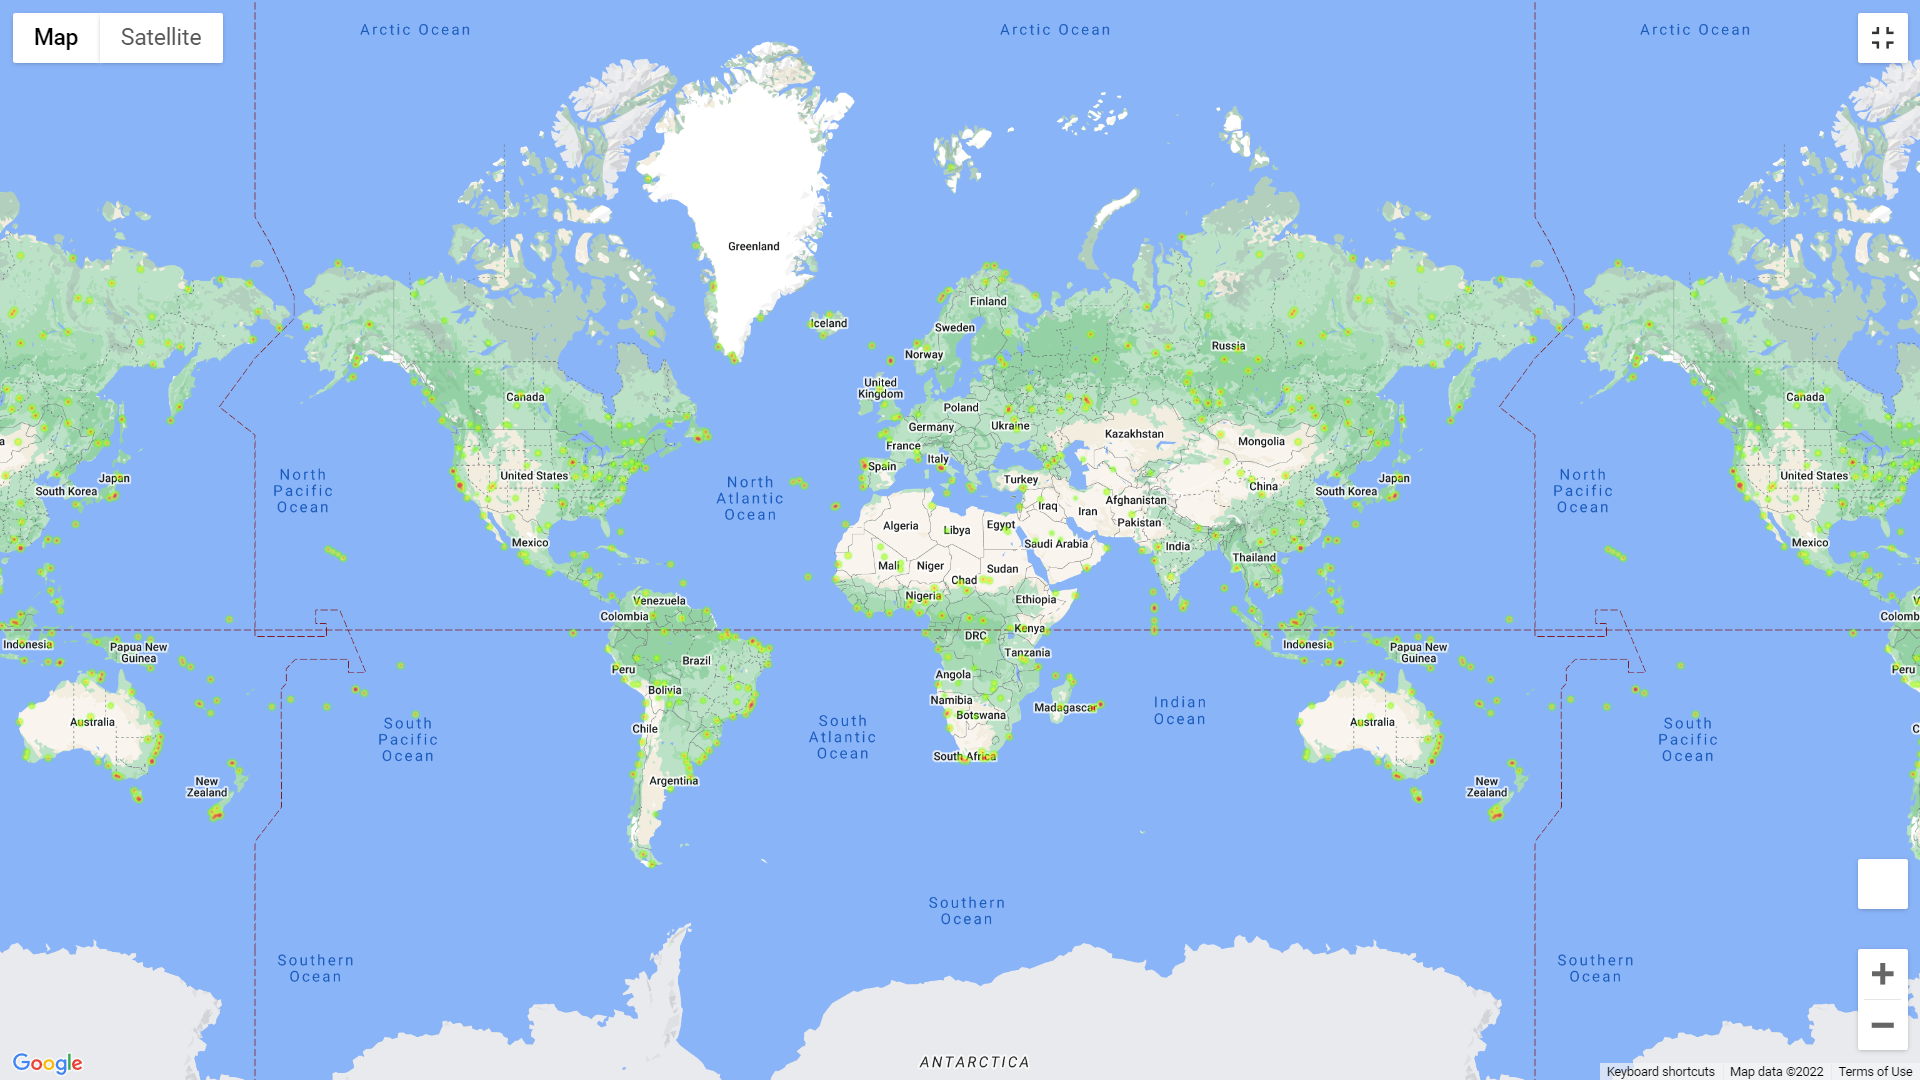 Map
Satellite
Arctic Ocean
Arctic Ocean
Arctic Ocean
Greenland
Iceland
Finland
Sweden
Norway
Russia
United
Kingdom
Poland
Germany
Ukraine
France
Italy
Spain
Turkey
Kazakhstan
Mongolia
China
Japan
South Korea
Afghanistan
Iraq
Iran
Pakistan
Algeria
Libya
Egypt
Saudi Arabia
India
Thailand
Mali
Niger
Chad
Sudan
Nigeria
Ethiopia
DRC
Kenya
Tanzania
Angola
Namibia
Botswana
Madagascar
South Africa
Indonesia
Papua New
Guinea
Australia
New
Zealand
Canada
United States
Mexico
Venezuela
Colombia
Peru
Brazil
Bolivia
Chile
Argentina
North
Pacific
Ocean
North
Atlantic
Ocean
South
Pacific
Ocean
South
Atlantic
Ocean
Indian
Ocean
Southern
Ocean
Southern
Ocean
Southern
Ocean
ANTARCTICA
a
Japan
South Korea
Indonesia
Papua New
Guinea
Australia
New
Zealand
Canada
United States
Mexico
North
Pacific
Ocean
South
Pacific
Ocean
V
Colomb
Peru
C
Google
Keyboard shortcuts
Map data ©2022
Terms of Use